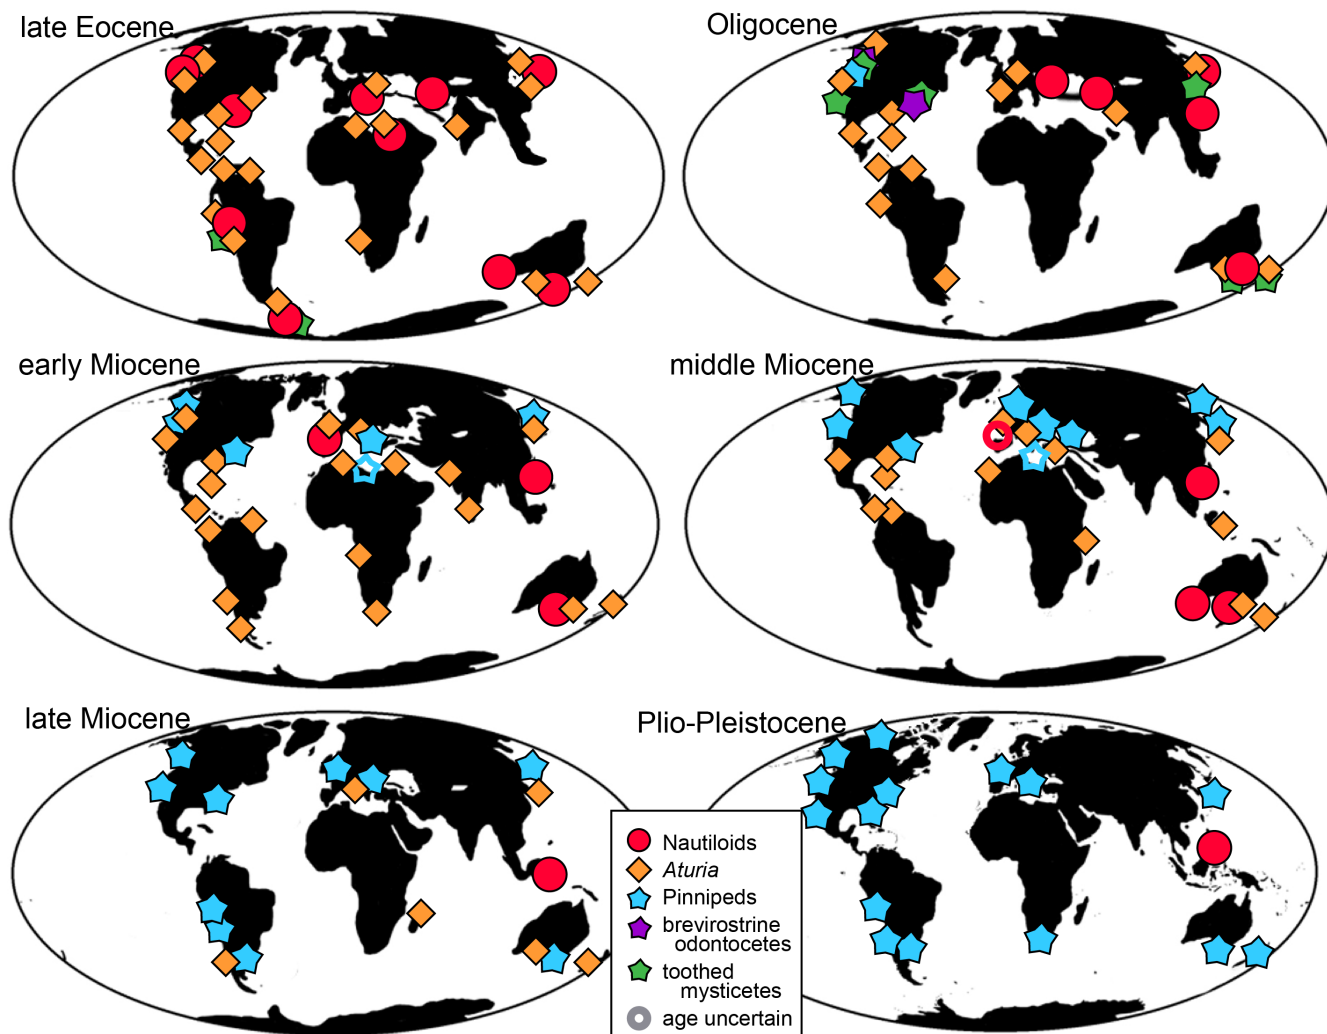 late Eocene
Oligocene
early Miocene
middle Miocene
late Miocene
Plio-Pleistocene
Nautiloids
Aturia
Pinnipeds
brevirostrine
odontocetes
toothed
mysticetes
age uncertain